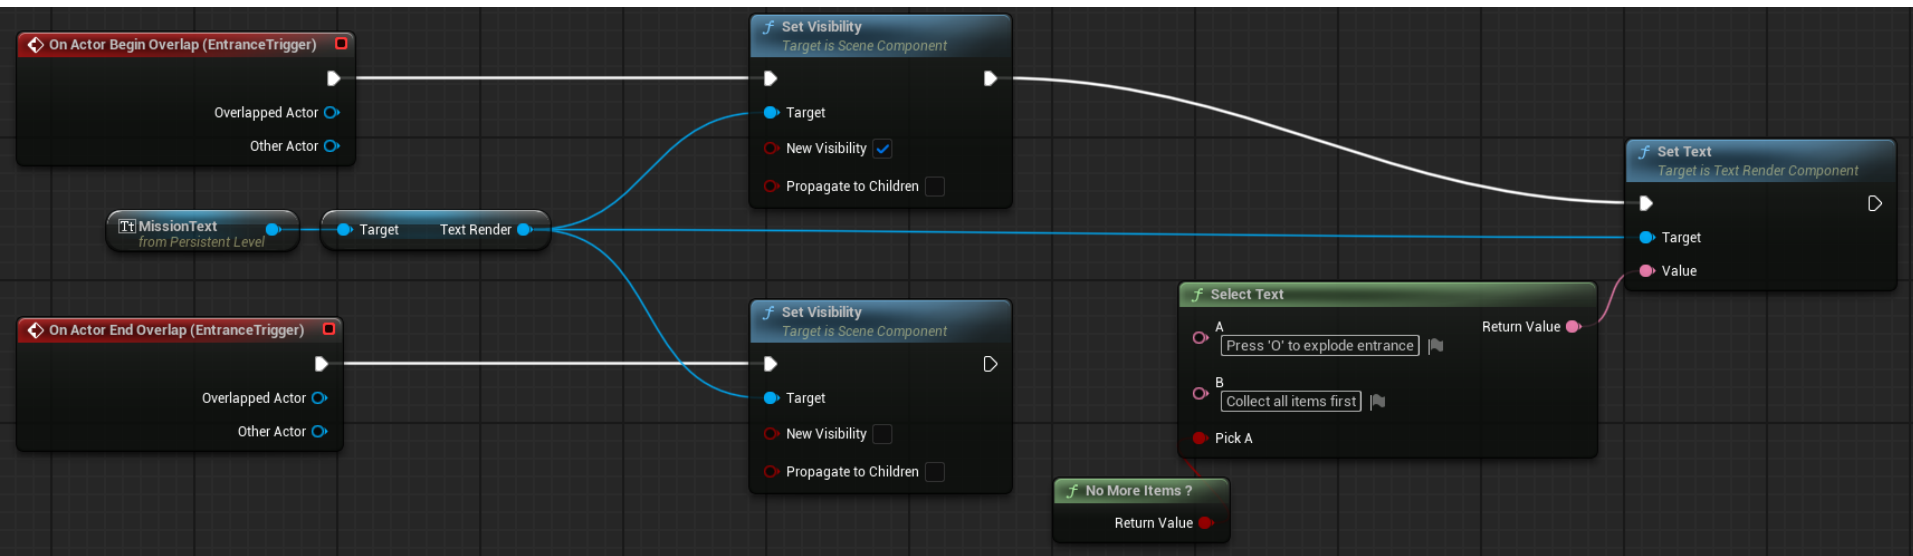 On Actor Begin Overlap (EntranceTrigger)
Overlapped Actor
Other Actor
f Set Visibility
Target is Scene Component
Target
New Visibility
Propagate to Children
Tt MissionText
from Persistent Level
Target Text Render
f Set Text
Target is Text Render Component
Target
Value
On Actor End Overlap (EntranceTrigger)
Overlapped Actor
Other Actor
f Set Visibility
Target is Scene Component
Target
New Visibility
Propagate to Children
f Select Text
A
Press 'O' to explode entrance
Return Value
B
Collect all items first
Pick A
f No More Items ?
Return Value